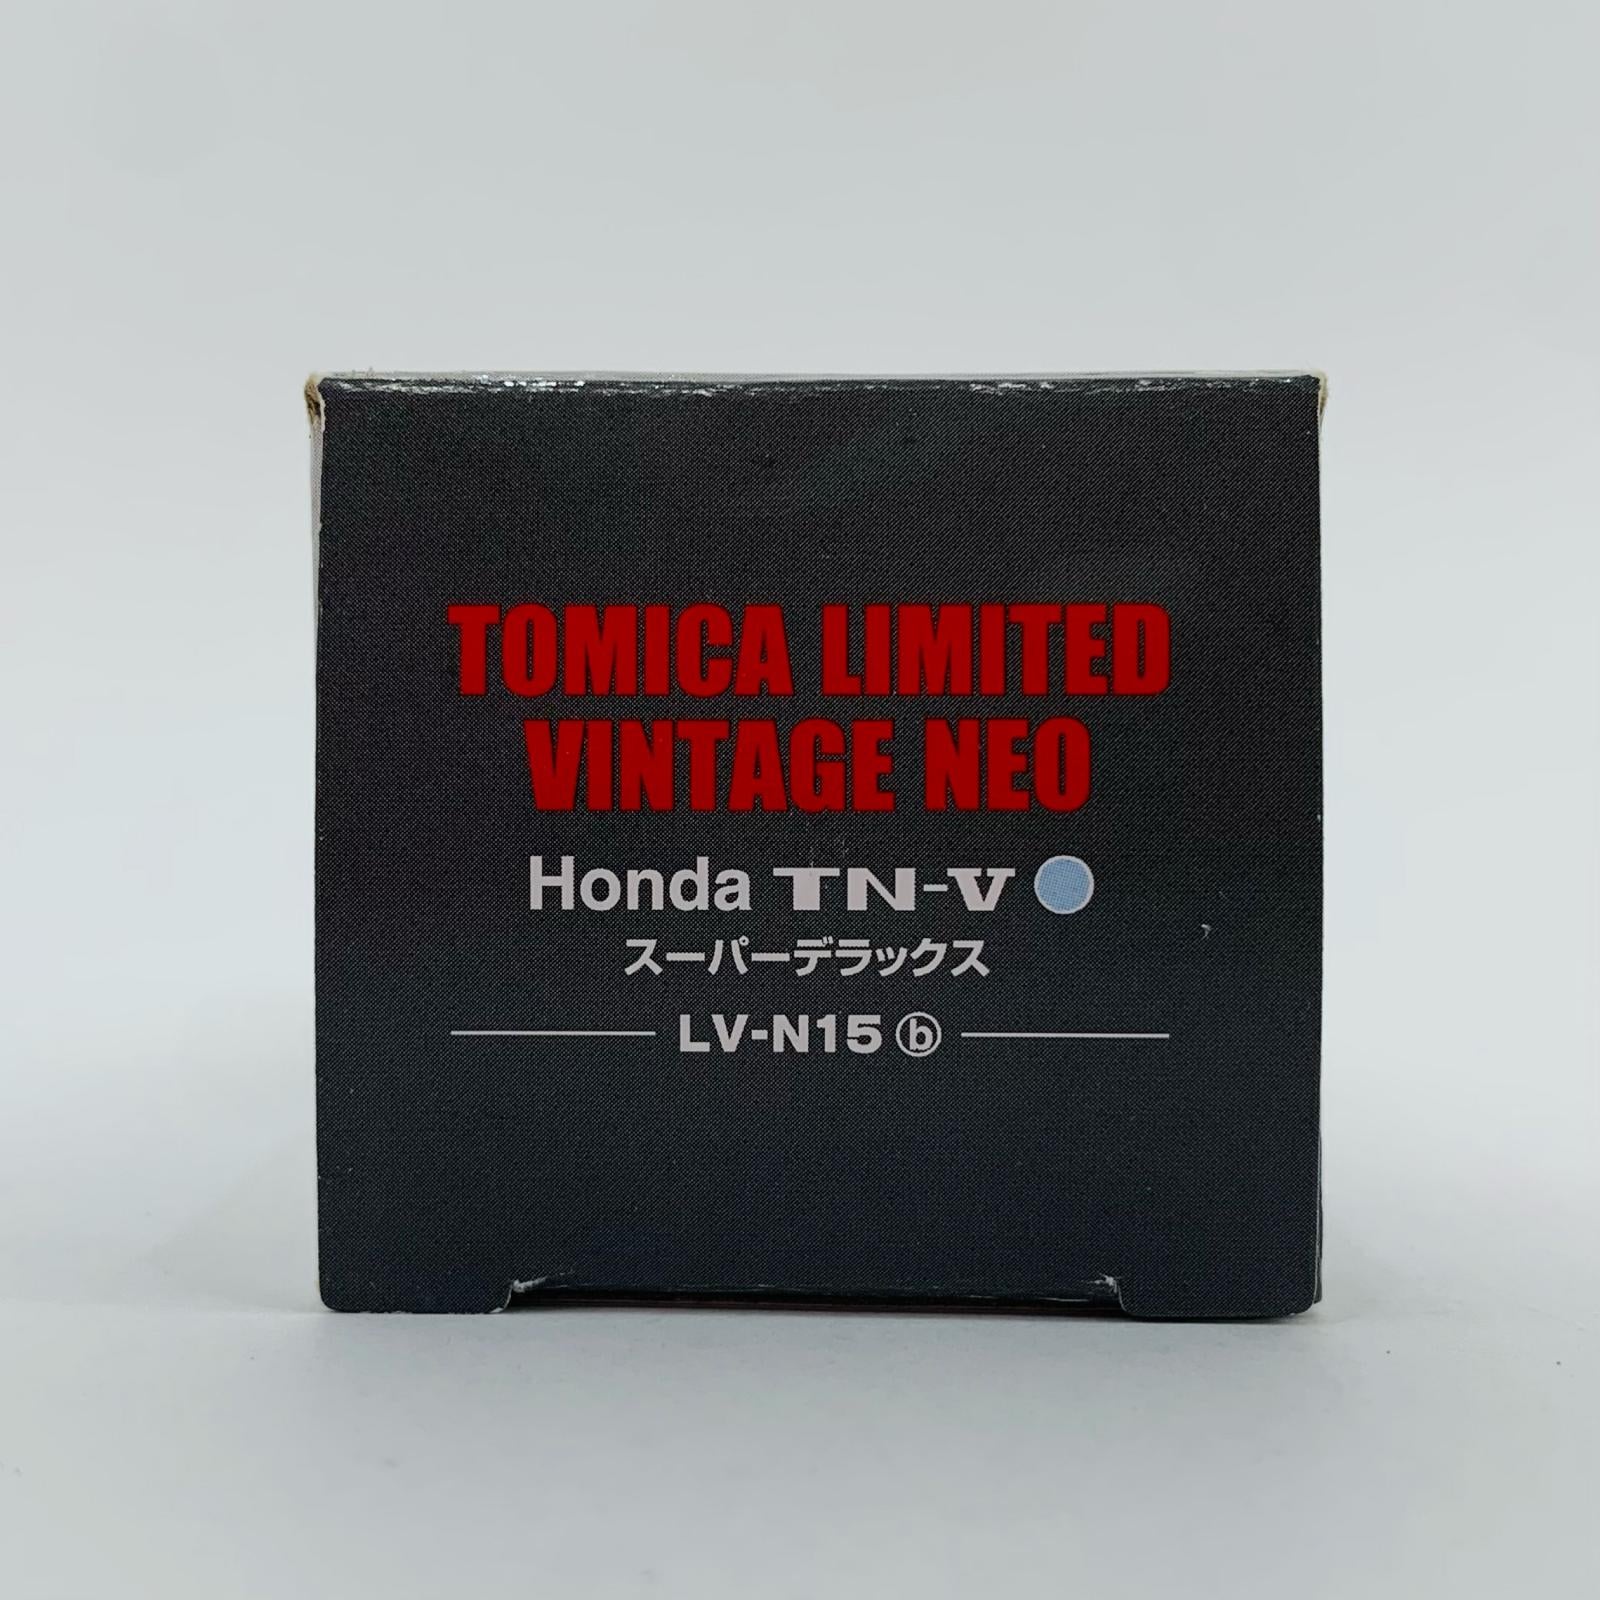 TOMICA LIMITED
VINTAGE NEO
Honda TN-V
スーパーデラックス
LV-N15 ⓑ